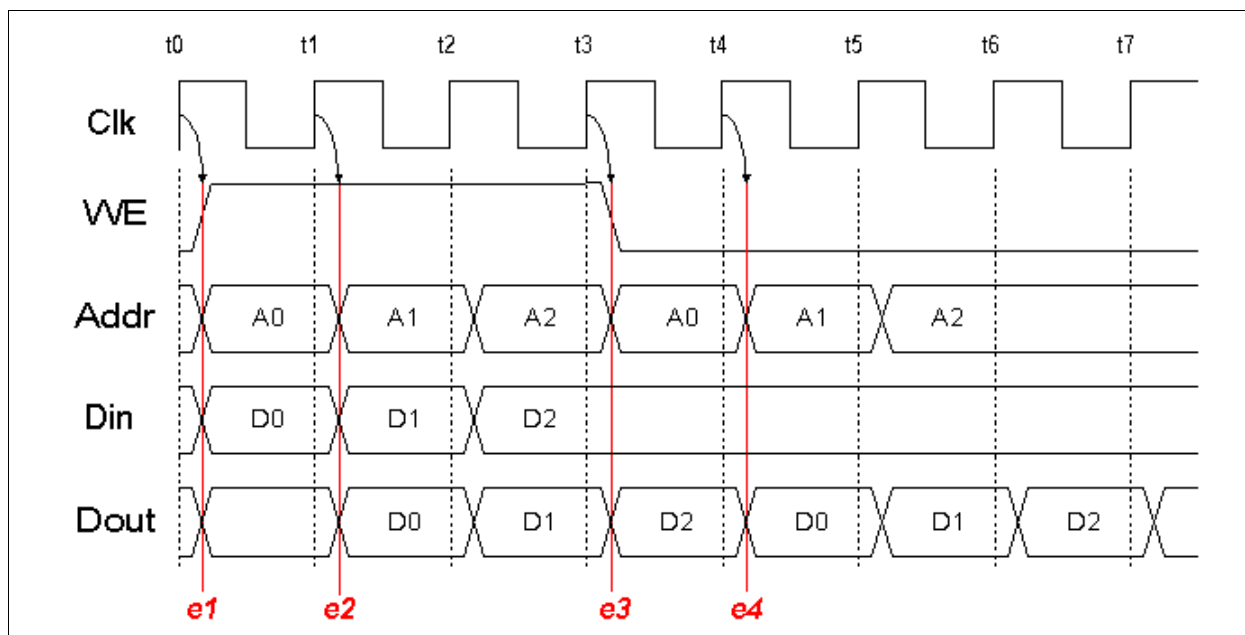 t0 t1 t2 t3 t4 t5 t6 t7
Clk
WE
Addr A0 A1 A2 A0 A1 A2
Din D0 D1 D2
Dout D0 D1 D2 D0 D1 D2
e1 e2 e3 e4